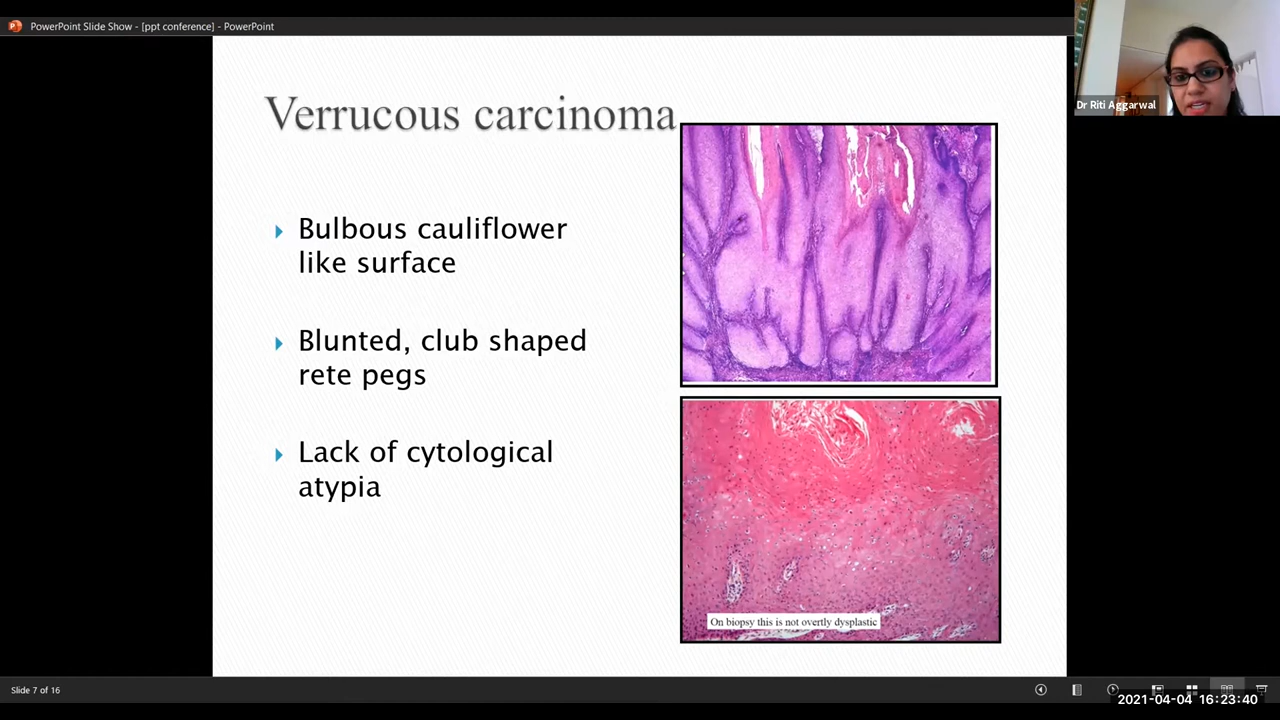 PowerPoint Slide Show - [ppt conference] - PowerPoint
Dr Riti Aggarwal
Verrucous carcinoma
Bulbous cauliflower
like surface
Blunted, club shaped
rete pegs
Lack of cytological
atypia
On biopsy this is not overtly dysplastic
Slide 7 of 16
2021-04-04 16:23:40